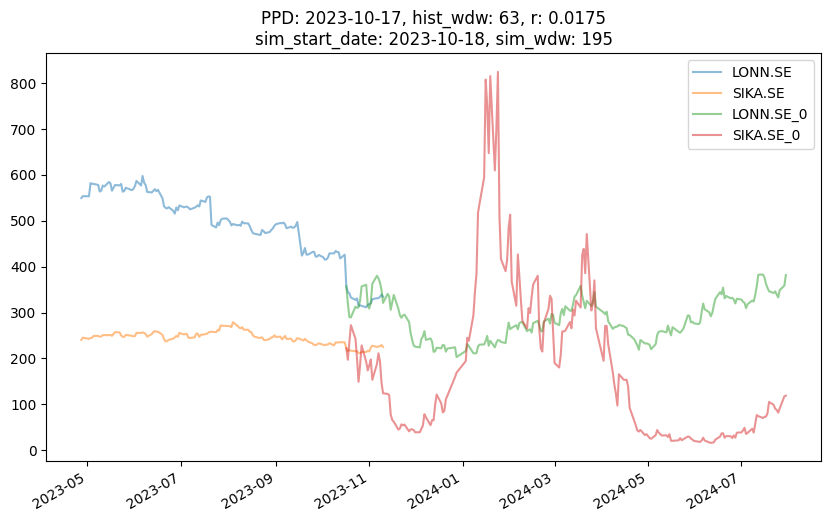 PPD: 2023-10-17, hist_wdw: 63, r: 0.0175
sim_start_date: 2023-10-18, sim_wdw: 195
LONN.SE
SIKA.SE
LONN.SE_0
SIKA.SE_0
800
700
600
500
400
300
200
100
0
2023-05
2023-07
2023-09
2023-11
2024-01
2024-03
2024-05
2024-07